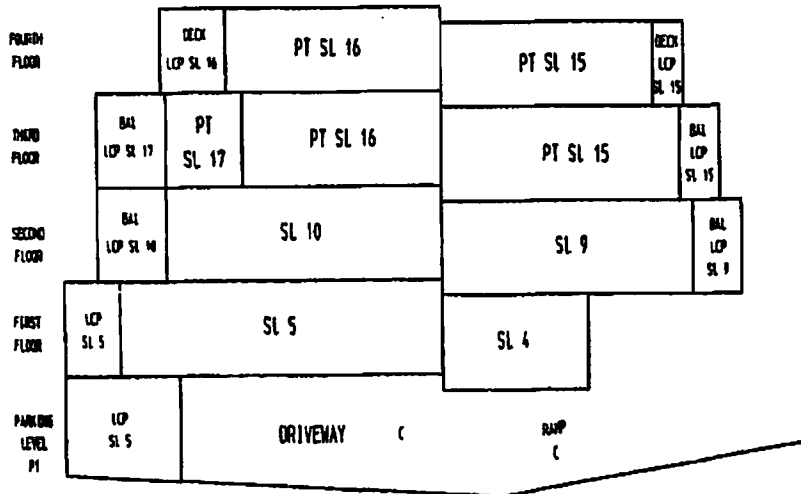 FOURTH
FLOOR
DECK
LCP SL 16
PT SL 16
PT SL 15
DECK
LCP
SL 15
THIRD
FLOOR
BAL
LCP SL 17
PT
SL 17
PT SL 16
PT SL 15
BAL
LCP
SL 15
SECOND
FLOOR
BAL
LCP SL 10
SL 10
SL 9
BAL
LCP
SL 9
FIRST
FLOOR
LCP
SL 5
SL 5
SL 4
PARKING
LEVEL
P1
LCP
SL 5
DRIVEWAY C
RAMP
C